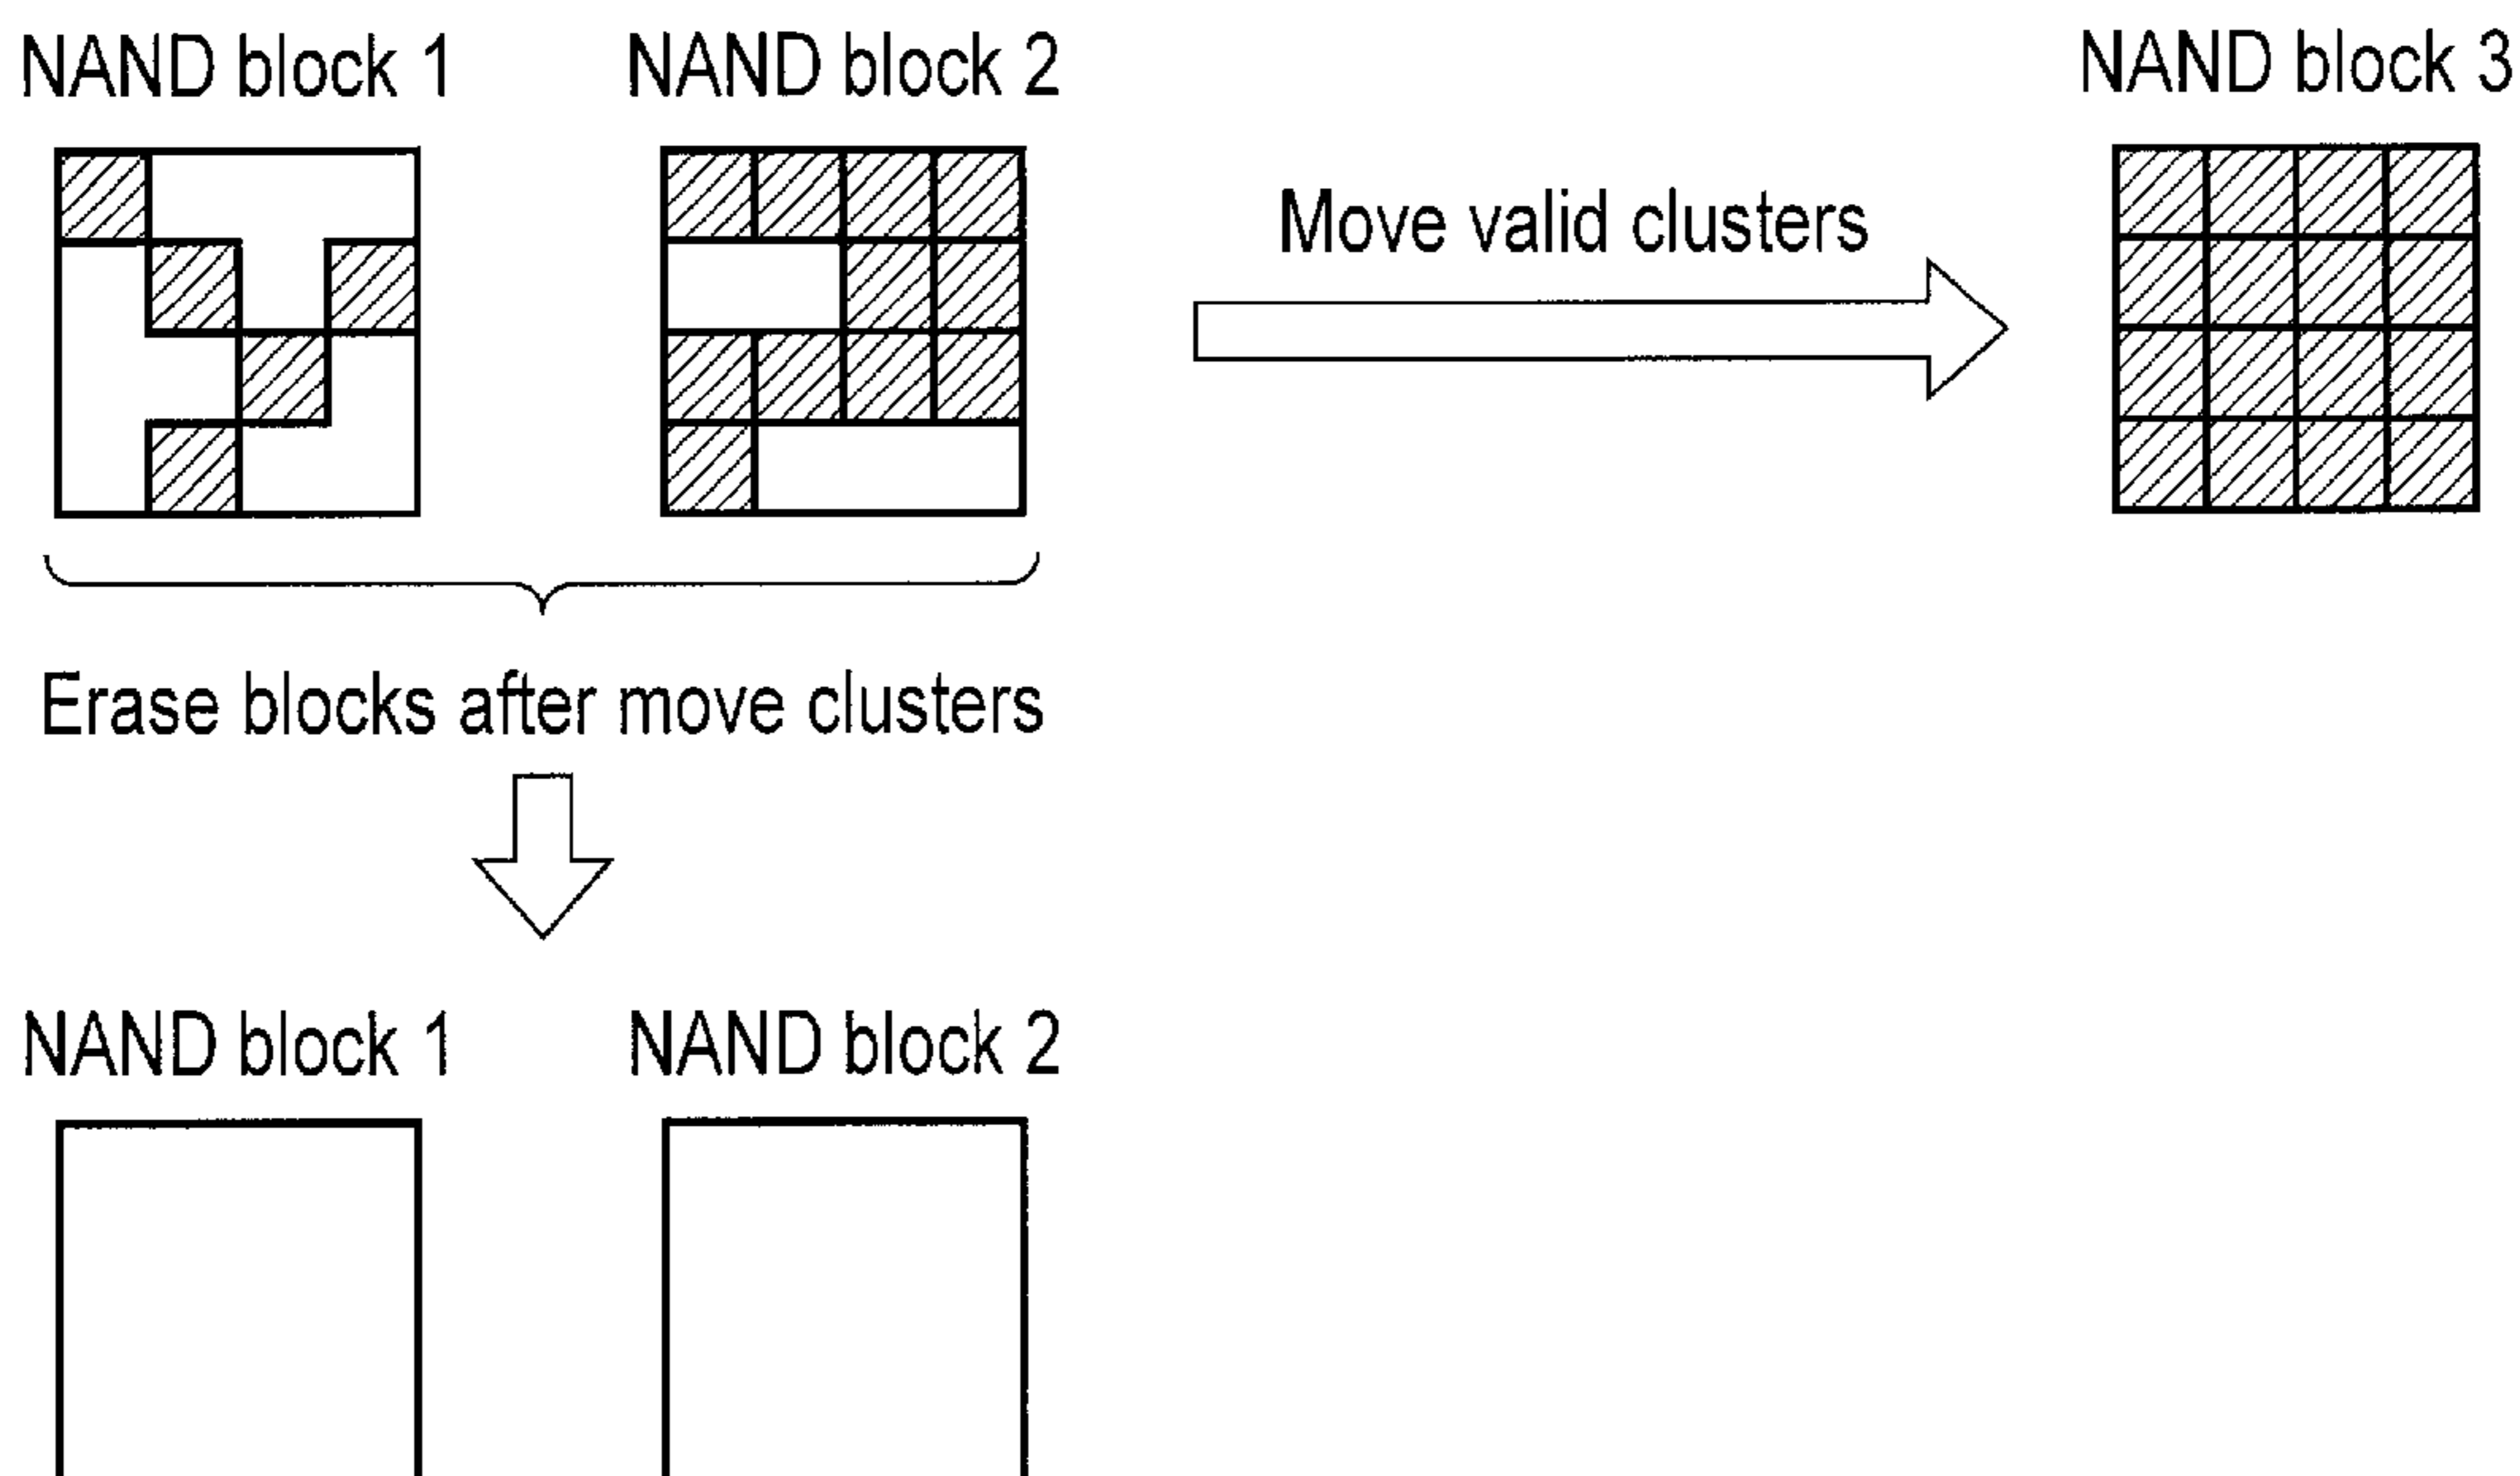 NAND block 1
NAND block 2
NAND block 3
Move valid clusters
Erase blocks after move clusters
NAND block 1
NAND block 2